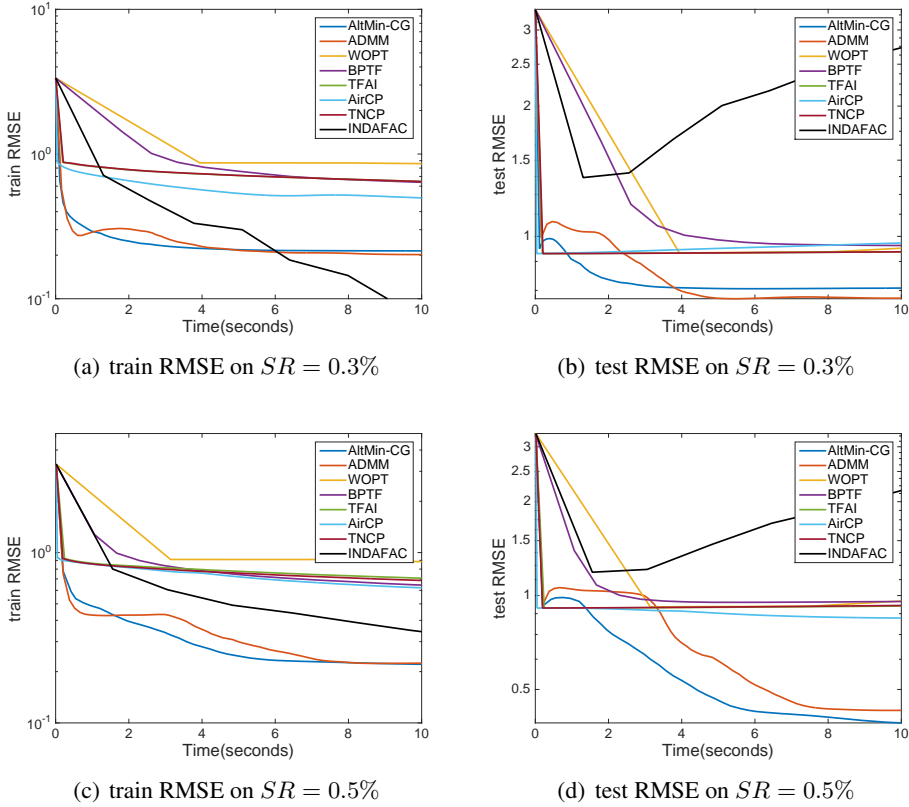 10^1
10^0
10^-1
train RMSE
0 2 4 6 8 10
Time(seconds)
AltMin-CG
ADMM
WOPT
BPTF
TFAI
AirCP
TNCP
INDAFAC
(a) train RMSE on SR = 0.3%
3
2.5
2
1.5
1
test RMSE
0 2 4 6 8 10
Time(seconds)
AltMin-CG
ADMM
WOPT
BPTF
TFAI
AirCP
TNCP
INDAFAC
(b) test RMSE on SR = 0.3%
10^0
10^-1
train RMSE
0 2 4 6 8 10
Time(seconds)
AltMin-CG
ADMM
WOPT
BPTF
TFAI
AirCP
TNCP
INDAFAC
(c) train RMSE on SR = 0.5%
3
2.5
2
1.5
1
0.5
test RMSE
0 2 4 6 8 10
Time(seconds)
AltMin-CG
ADMM
WOPT
BPTF
TFAI
AirCP
TNCP
INDAFAC
(d) test RMSE on SR = 0.5%